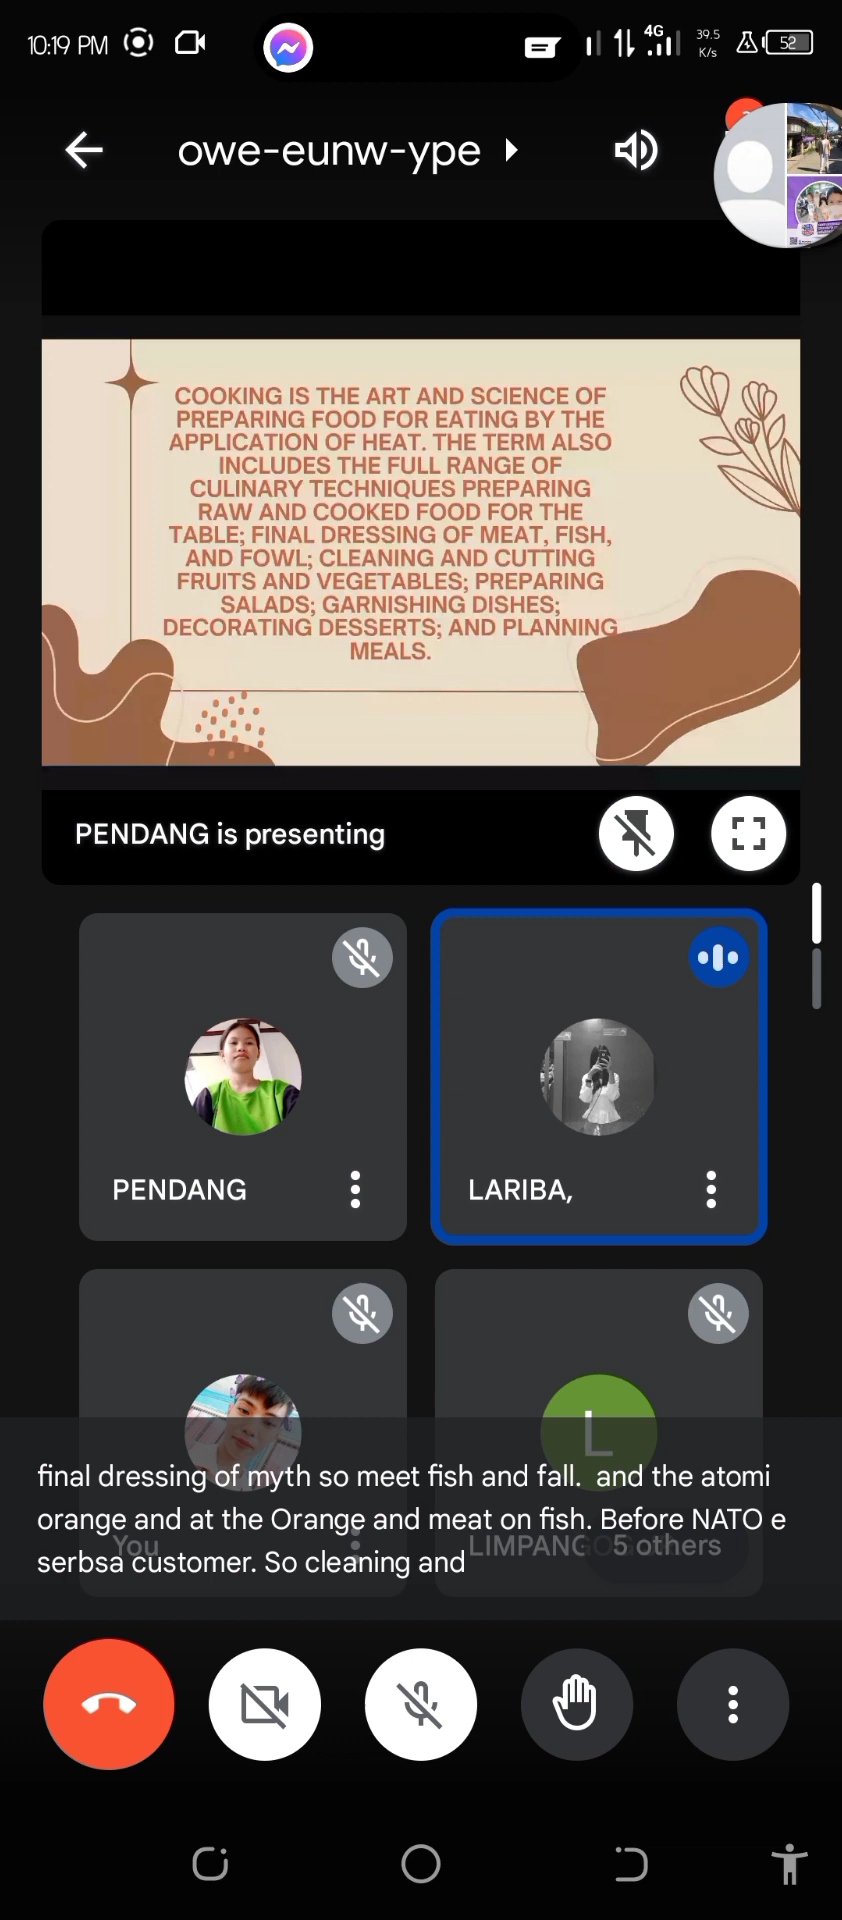 10:19 PM
4G
39.5
K/s
52
owe-eunw-ype
COOKING IS THE ART AND SCIENCE OF
PREPARING FOOD FOR EATING BY THE
APPLICATION OF HEAT. THE TERM ALSO
INCLUDES THE FULL RANGE OF
CULINARY TECHNIQUES PREPARING
RAW AND COOKED FOOD FOR THE
TABLE; FINAL DRESSING OF MEAT, FISH,
AND FOWL; CLEANING AND CUTTING
FRUITS AND VEGETABLES; PREPARING
SALADS; GARNISHING DISHES;
DECORATING DESSERTS; AND PLANNING
MEALS.
PENDANG is presenting
PENDANG
LARIBA,
L
final dressing of myth so meet fish and fall. and the atomi
orange and at the Orange and meat on fish. Before NATO e
serbsa customer. So cleaning and
You
5 others